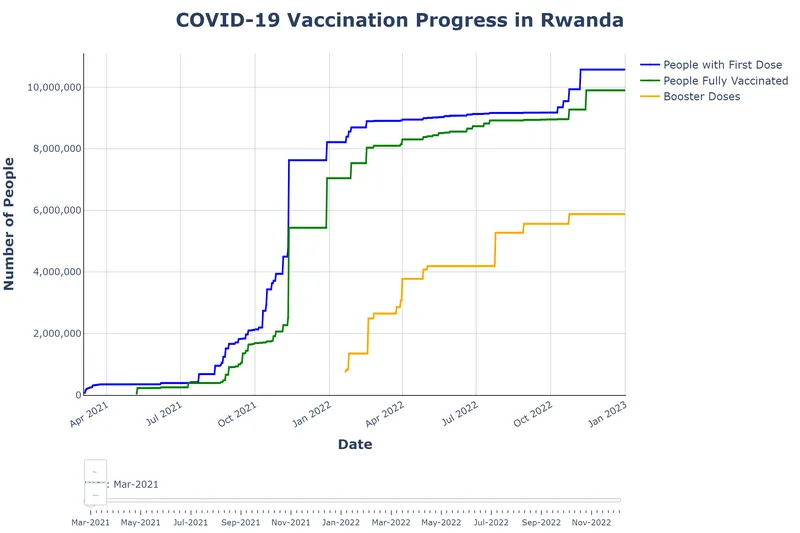 COVID-19 Vaccination Progress in Rwanda
People with First Dose
People Fully Vaccinated
Booster Doses
Number of People
10,000,000
8,000,000
6,000,000
4,000,000
2,000,000
0
Apr 2021
Jul 2021
Oct 2021
Jan 2022
Apr 2022
Jul 2022
Oct 2022
Jan 2023
Date
: Mar-2021
Mar-2021 May-2021 Jul-2021 Sep-2021 Nov-2021 Jan-2022 Mar-2022 May-2022 Jul-2022 Sep-2022 Nov-2022